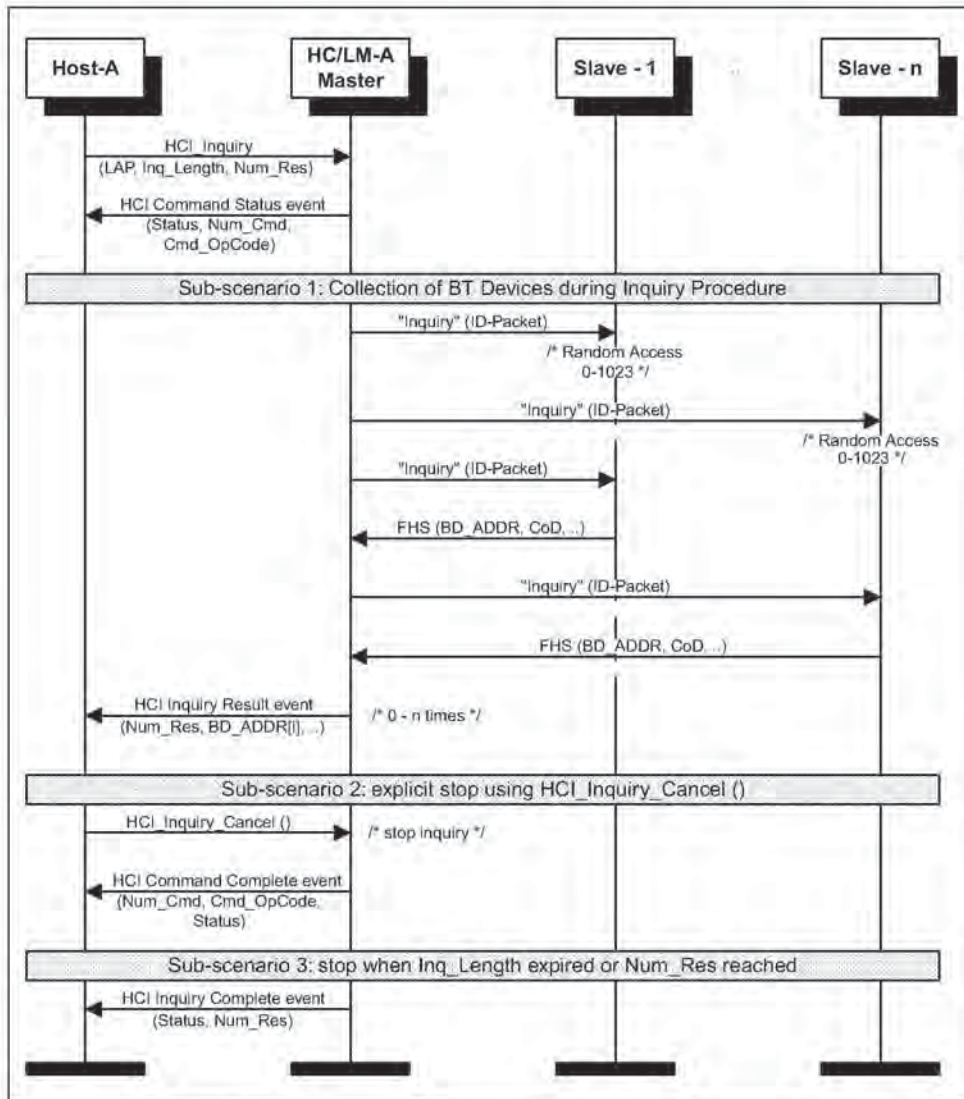 Host-A
HC/LM-A
Master
Slave - 1
Slave - n
HCI_Inquiry
(LAP, Inq_Length, Num_Res)
HCI Command Status event
(Status, Num_Cmd,
Cmd_OpCode)
Sub-scenario 1: Collection of BT Devices during Inquiry Procedure
"Inquiry" (ID-Packet)
/* Random Access
0-1023 */
"Inquiry" (ID-Packet)
/* Random Access
0-1023 */
"Inquiry" (ID-Packet)
FHS (BD_ADDR, CoD, ..)
"Inquiry" (ID-Packet)
FHS (BD_ADDR, CoD, ..)
HCI Inquiry Result event
(Num_Res, BD_ADDR[i], ...)
/* 0 - n times */
Sub-scenario 2: explicit stop using HCI_Inquiry_Cancel ()
HCI_Inquiry_Cancel ()
/* stop inquiry */
HCI Command Complete event
(Num_Cmd, Cmd_OpCode,
Status)
Sub-scenario 3: stop when Inq_Length expired or Num_Res reached
HCI Inquiry Complete event
(Status, Num_Res)